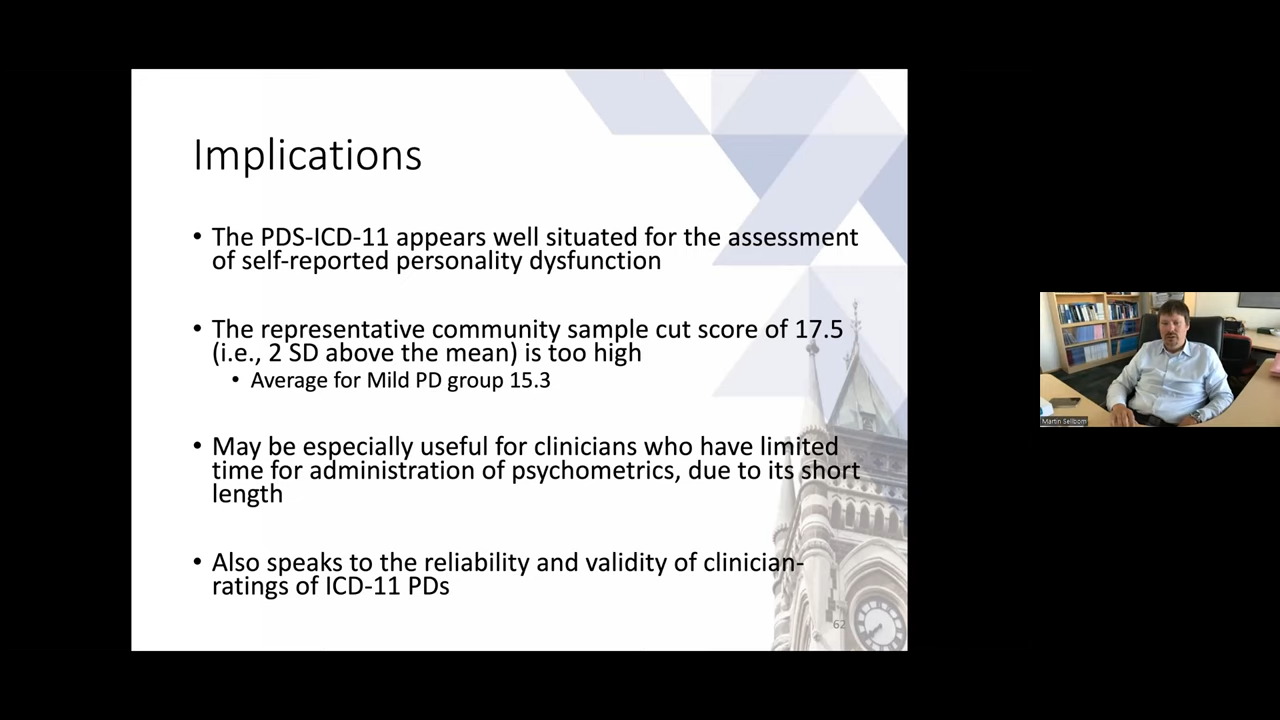 Implications
• The PDS-ICD-11 appears well situated for the assessment
of self-reported personality dysfunction
• The representative community sample cut score of 17.5
(i.e., 2 SD above the mean) is too high
• Average for Mild PD group 15.3
• May be especially useful for clinicians who have limited
time for administration of psychometrics, due to its short
length
• Also speaks to the reliability and validity of clinician-
ratings of ICD-11 PDs
62
Martin Sellbom